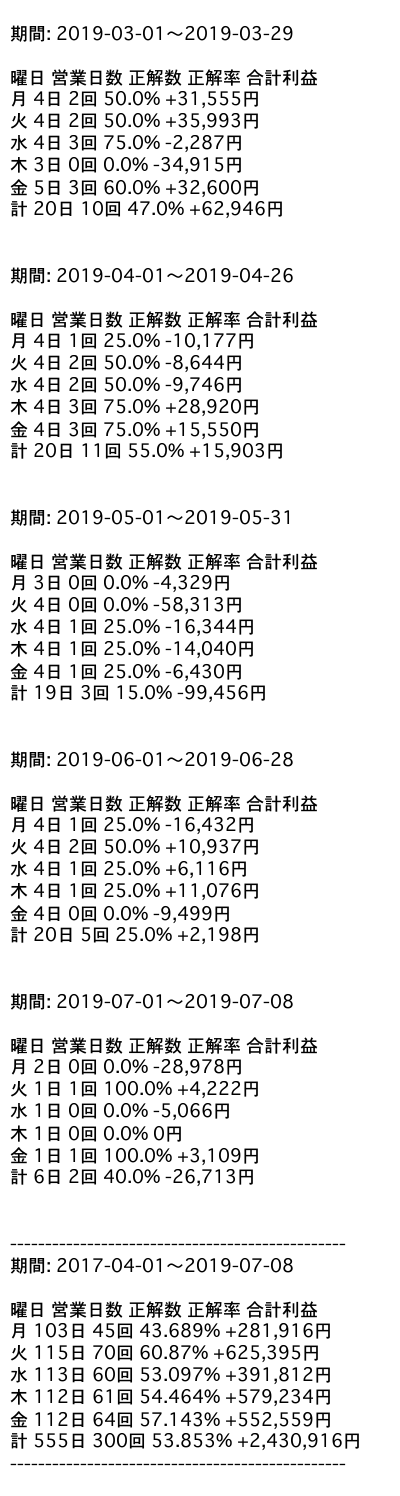 期間: 2019-03-01～2019-03-29
曜日 営業日数 正解数 正解率 合計利益
月 4日 2回 50.0% +31,555円
火 4日 2回 50.0% +35,993円
水 4日 3回 75.0% -2,287円
木 3日 0回 0.0% -34,915円
金 5日 3回 60.0% +32,600円
計 20日 10回 47.0% +62,946円
期間: 2019-04-01～2019-04-26
曜日 営業日数 正解数 正解率 合計利益
月 4日 1回 25.0% -10,177円
火 4日 2回 50.0% -8,644円
水 4日 2回 50.0% -9,746円
木 4日 3回 75.0% +28,920円
金 4日 3回 75.0% +15,550円
計 20日 11回 55.0% +15,903円
期間: 2019-05-01～2019-05-31
曜日 営業日数 正解数 正解率 合計利益
月 3日 0回 0.0% -4,329円
火 4日 0回 0.0% -58,313円
水 4日 1回 25.0% -16,344円
木 4日 1回 25.0% -14,040円
金 4日 1回 25.0% -6,430円
計 19日 3回 15.0% -99,456円
期間: 2019-06-01～2019-06-28
曜日 営業日数 正解数 正解率 合計利益
月 4日 1回 25.0% -16,432円
火 4日 2回 50.0% +10,937円
水 4日 1回 25.0% +6,116円
木 4日 1回 25.0% +11,076円
金 4日 0回 0.0% -9,499円
計 20日 5回 25.0% +2,198円
期間: 2019-07-01～2019-07-08
曜日 営業日数 正解数 正解率 合計利益
月 2日 0回 0.0% -28,978円
火 1日 1回 100.0% +4,222円
水 1日 0回 0.0% -5,066円
木 1日 0回 0.0% 0円
金 1日 1回 100.0% +3,109円
計 6日 2回 40.0% -26,713円
------------------------------------------------
期間: 2017-04-01～2019-07-08
曜日 営業日数 正解数 正解率 合計利益
月 103日 45回 43.689% +281,916円
火 115日 70回 60.87% +625,395円
水 113日 60回 53.097% +391,812円
木 112日 61回 54.464% +579,234円
金 112日 64回 57.143% +552,559円
計 555日 300回 53.853% +2,430,916円
------------------------------------------------